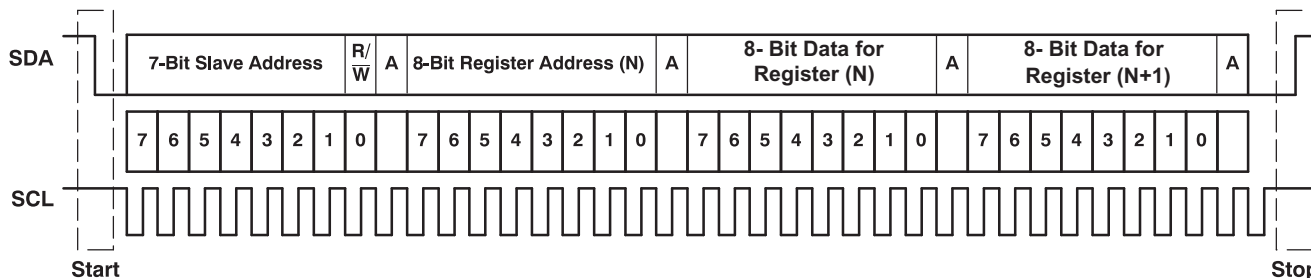 SDA
7-Bit Slave Address
R/
W
A
8-Bit Register Address (N)
A
8- Bit Data for
Register (N)
A
8- Bit Data for
Register (N+1)
A
7 6 5 4 3 2 1 0 7 6 5 4 3 2 1 0 7 6 5 4 3 2 1 0 7 6 5 4 3 2 1 0
SCL
Start
Stop